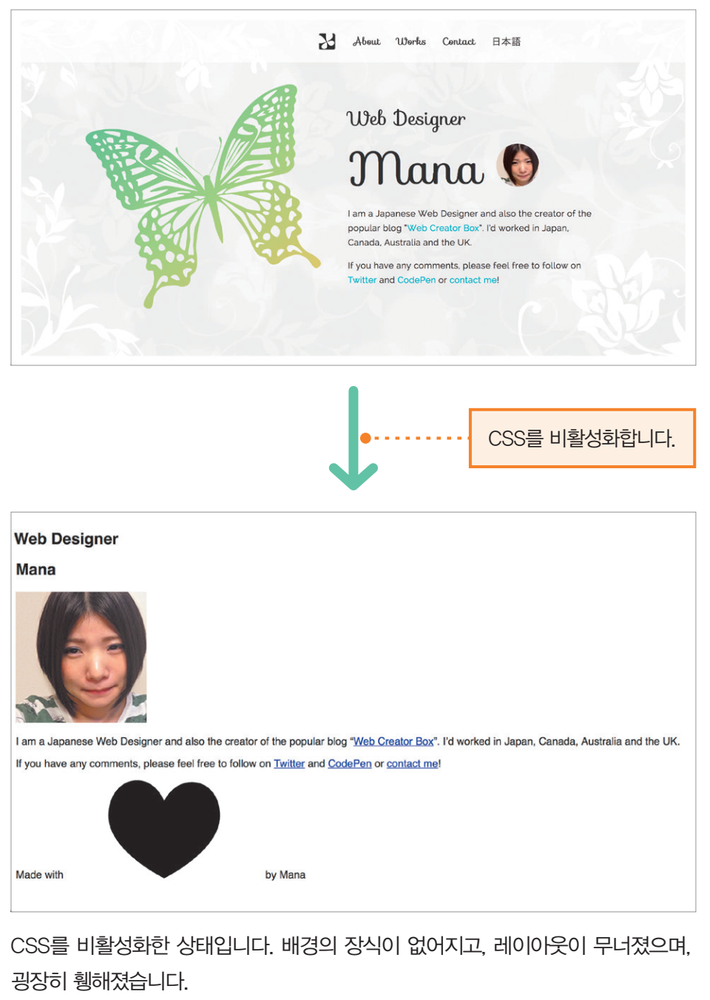 About Works Contact 日本語
Web Designer
Mana
I am a Japanese Web Designer and also the creator of the
popular blog "Web Creator Box". I'd worked in Japan,
Canada, Australia and the UK.
If you have any comments, please feel free to follow on
Twitter and CodePen or contact me!
CSS를 비활성화합니다.
Web Designer
Mana
I am a Japanese Web Designer and also the creator of the popular blog “Web Creator Box”. I'd worked in Japan, Canada, Australia and the UK.
If you have any comments, please feel free to follow on Twitter and CodePen or contact me!
Made with by Mana
CSS를 비활성화한 상태입니다. 배경의 장식이 없어지고, 레이아웃이 무너졌으며,
굉장히 휑해졌습니다.